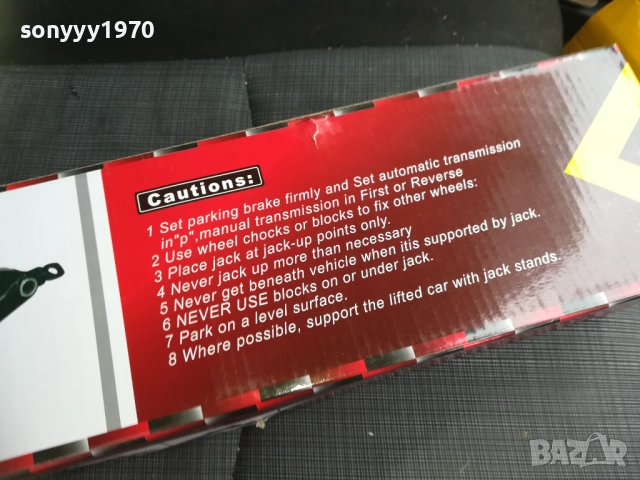 sonyyy1970
Cautions:
1 Set parking brake firmly and Set automatic transmission
in"p",manual transmission in First or Reverse
2 Use wheel chocks or blocks to fix other wheels:
3 Place jack at jack-up points only.
4 Never jack up more than necessary
5 Never get beneath vehicle when itis supported by jack.
6 NEVER USE blocks on or under jack.
7 Park on a level surface.
8 Where possible, support the lifted car with jack stands.
BAZAR